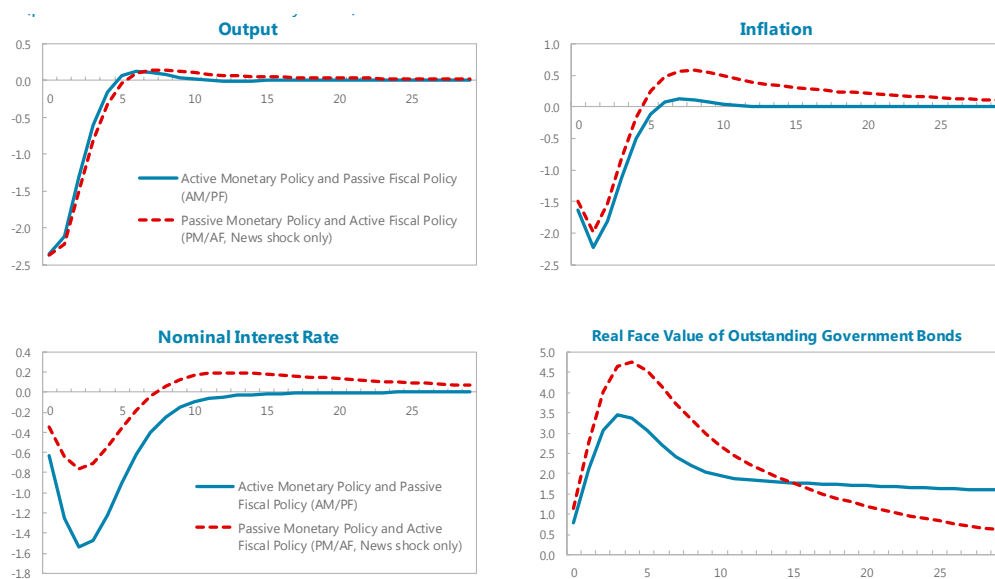 Output
0.5
0.0
-0.5
-1.0
-1.5
-2.0
-2.5
0 5 10 15 20 25
Active Monetary Policy and Passive Fiscal Policy
(AM/PF)
Passive Monetary Policy and Active Fiscal Policy
(PM/AF, News shock only)
Inflation
1.0
0.5
0.0
-0.5
-1.0
-1.5
-2.0
-2.5
0 5 10 15 20 25
Nominal Interest Rate
0.4
0.2
0.0
-0.2
-0.4
-0.6
-0.8
-1.0
-1.2
-1.4
-1.6
-1.8
0 5 10 15 20 25
Active Monetary Policy and Passive
Fiscal Policy (AM/PF)
Passive Monetary Policy and Active
Fiscal Policy (PM/AF, News shock only)
Real Face Value of Outstanding Government Bonds
5.0
4.5
4.0
3.5
3.0
2.5
2.0
1.5
1.0
0.5
0.0
0 5 10 15 20 25